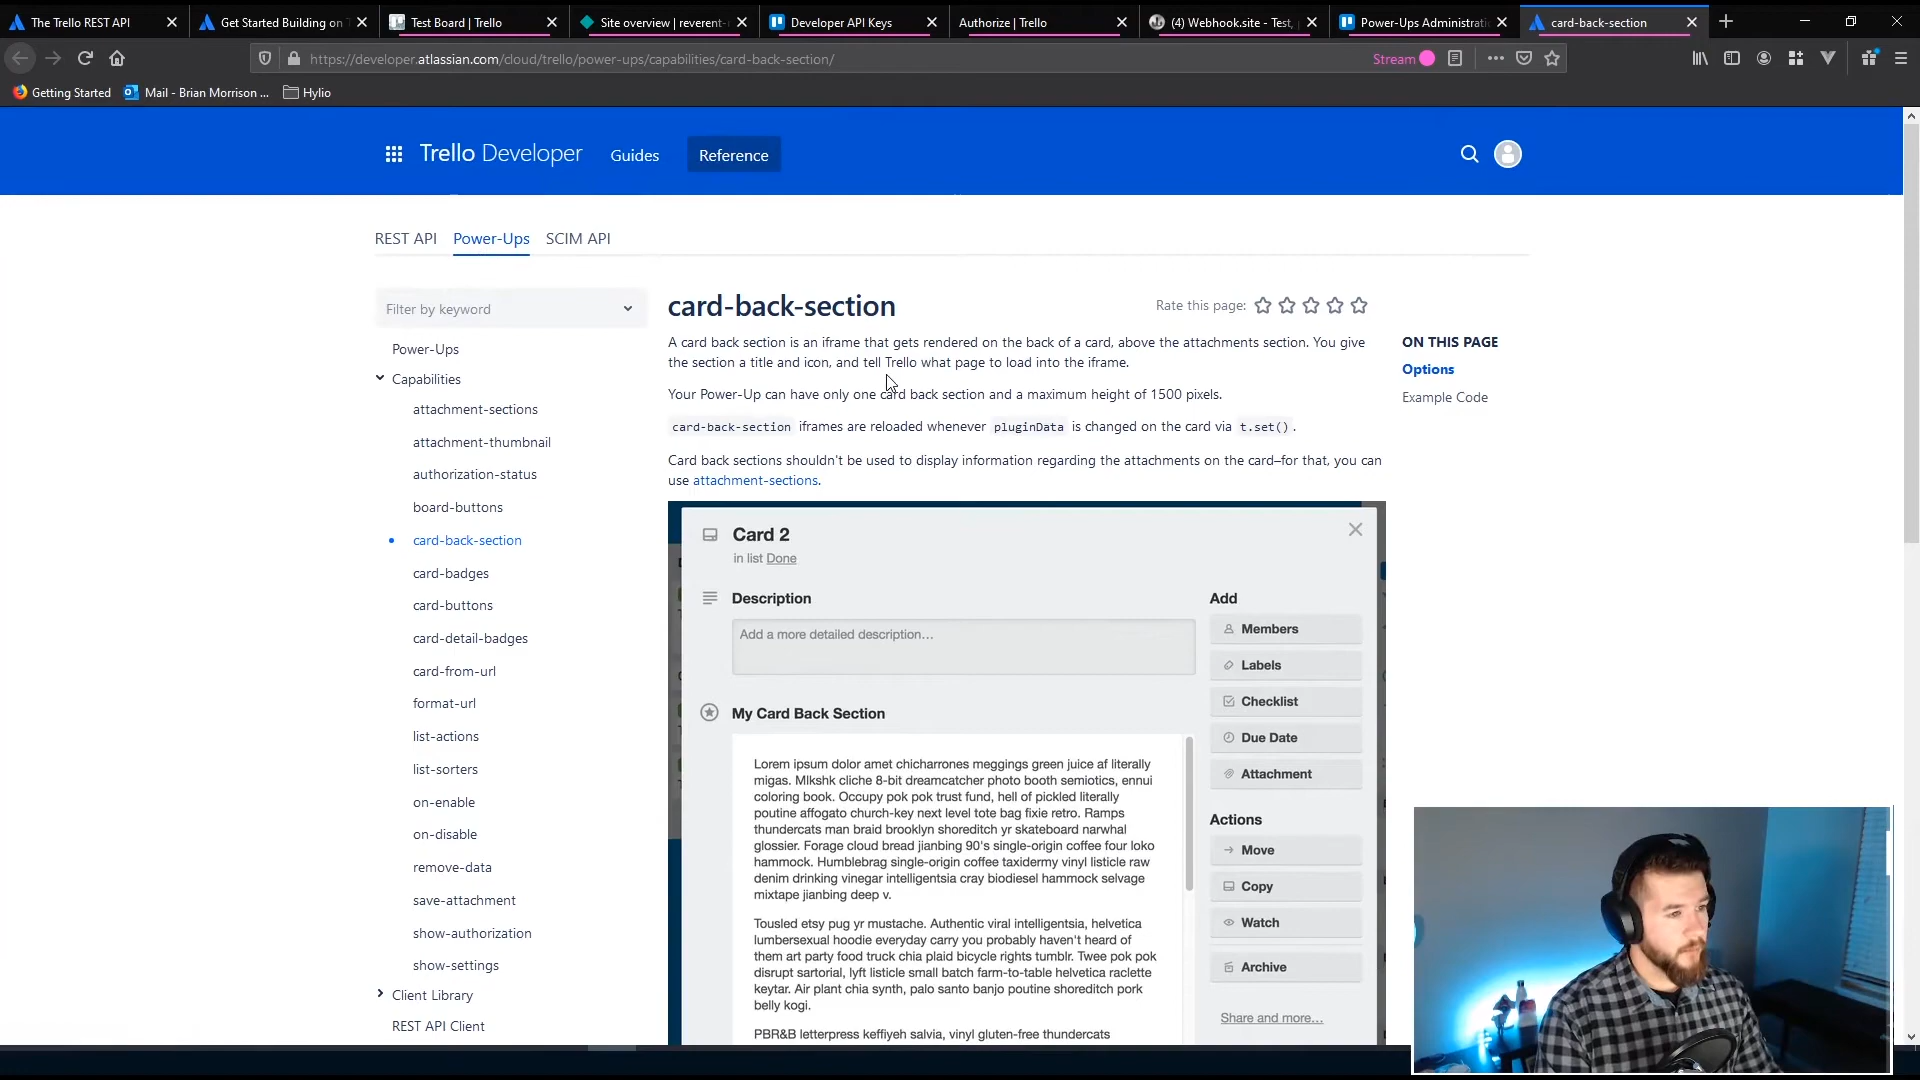 The Trello REST API
Get Started Building on T
Test Board | Trello
Site overview | reverent-r
Developer API Keys
Authorize | Trello
(4) Webhook.site - Test,
Power-Ups Administrati
card-back-section
https://developer.atlassian.com/cloud/trello/power-ups/capabilities/card-back-section/
Stream
Getting Started
Mail - Brian Morrison ...
Hylio
Trello Developer
Guides
Reference
REST API
Power-Ups
SCIM API
Filter by keyword
Power-Ups
Capabilities
attachment-sections
attachment-thumbnail
authorization-status
board-buttons
card-back-section
card-badges
card-buttons
card-detail-badges
card-from-url
format-url
list-actions
list-sorters
on-enable
on-disable
remove-data
save-attachment
show-authorization
show-settings
Client Library
REST API Client
card-back-section
Rate this page:
A card back section is an iframe that gets rendered on the back of a card, above the attachments section. You give
the section a title and icon, and tell Trello what page to load into the iframe.
Your Power-Up can have only one card back section and a maximum height of 1500 pixels.
card-back-section iframes are reloaded whenever pluginData is changed on the card via t.set() .
Card back sections shouldn't be used to display information regarding the attachments on the card–for that, you can
use attachment-sections.
ON THIS PAGE
Options
Example Code
Card 2
in list Done
Description
Add a more detailed description…
My Card Back Section
Lorem ipsum dolor amet chicharrones meggings green juice af literally
migas. Mlkshk cliche 8-bit dreamcatcher photo booth semiotics, ennui
coloring book. Occupy pok pok trust fund, hell of pickled literally
poutine affogato church-key next level tote bag fixie retro. Ramps
thundercats man braid brooklyn shoreditch yr skateboard narwhal
glossier. Forage cloud bread jianbing 90's single-origin coffee four loko
hammock. Humblebrag single-origin coffee taxidermy vinyl listicle raw
denim drinking vinegar intelligentsia cray biodiesel hammock selvage
mixtape jianbing deep v.
Tousled etsy pug yr mustache. Authentic viral intelligentsia, helvetica
lumbersexual hoodie everyday carry you probably haven't heard of
them art party food truck chia plaid bicycle rights tumblr. Twee pok pok
disrupt sartorial, lyft listicle small batch farm-to-table helvetica raclette
keytar. Air plant chia synth, palo santo banjo poutine shoreditch pork
belly kogi.
PBR&B letterpress keffiyeh salvia, vinyl gluten-free thundercats
Add
Members
Labels
Checklist
Due Date
Attachment
Actions
Move
Copy
Watch
Archive
Share and more…